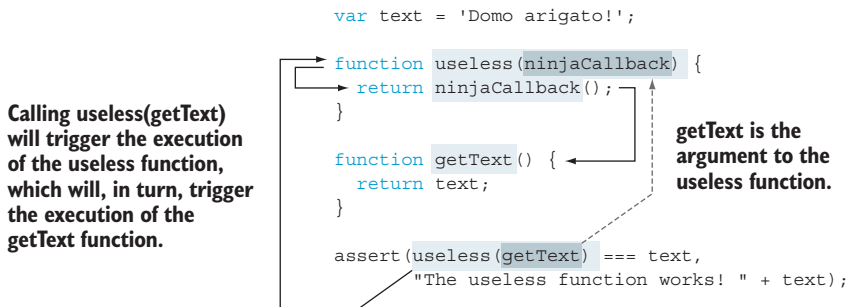 var text = 'Domo arigato!';
function useless(ninjaCallback) {
return ninjaCallback();
}
function getText() {
return text;
}
assert(useless(getText) === text,
"The useless function works! " + text);
Calling useless(getText)
will trigger the execution
of the useless function,
which will, in turn, trigger
the execution of the
getText function.
getText is the
argument to the
useless function.